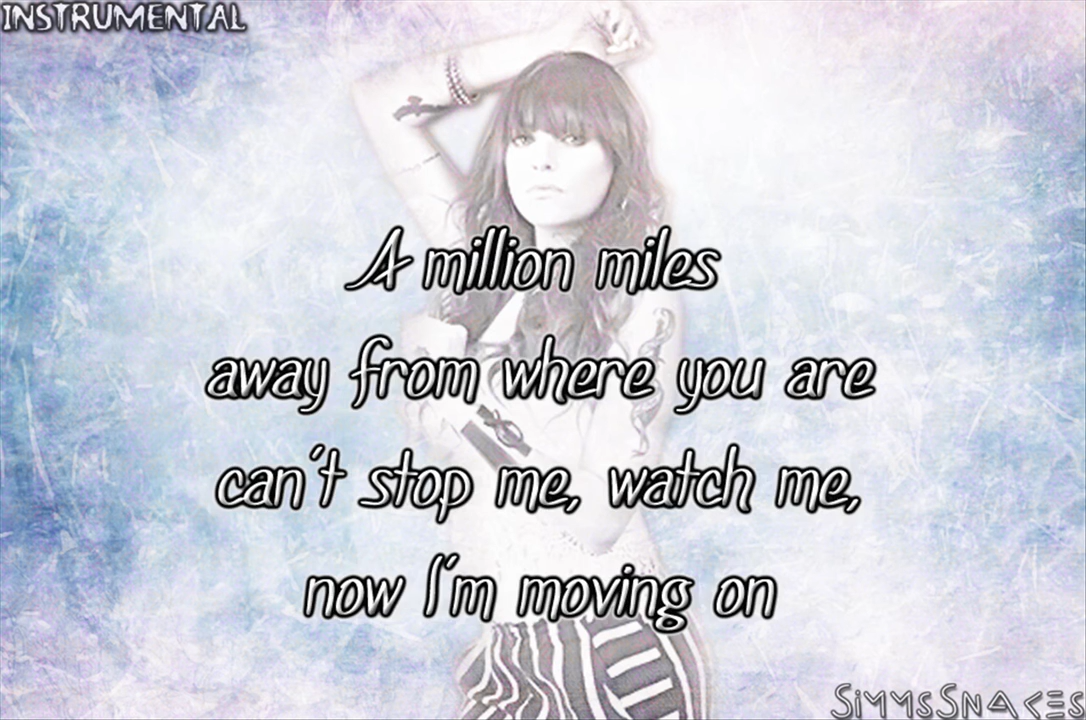 INSTRUMENTAL
A million miles
away from where you are
can't stop me, watch me,
now I'm moving on
SIMMSSNACES